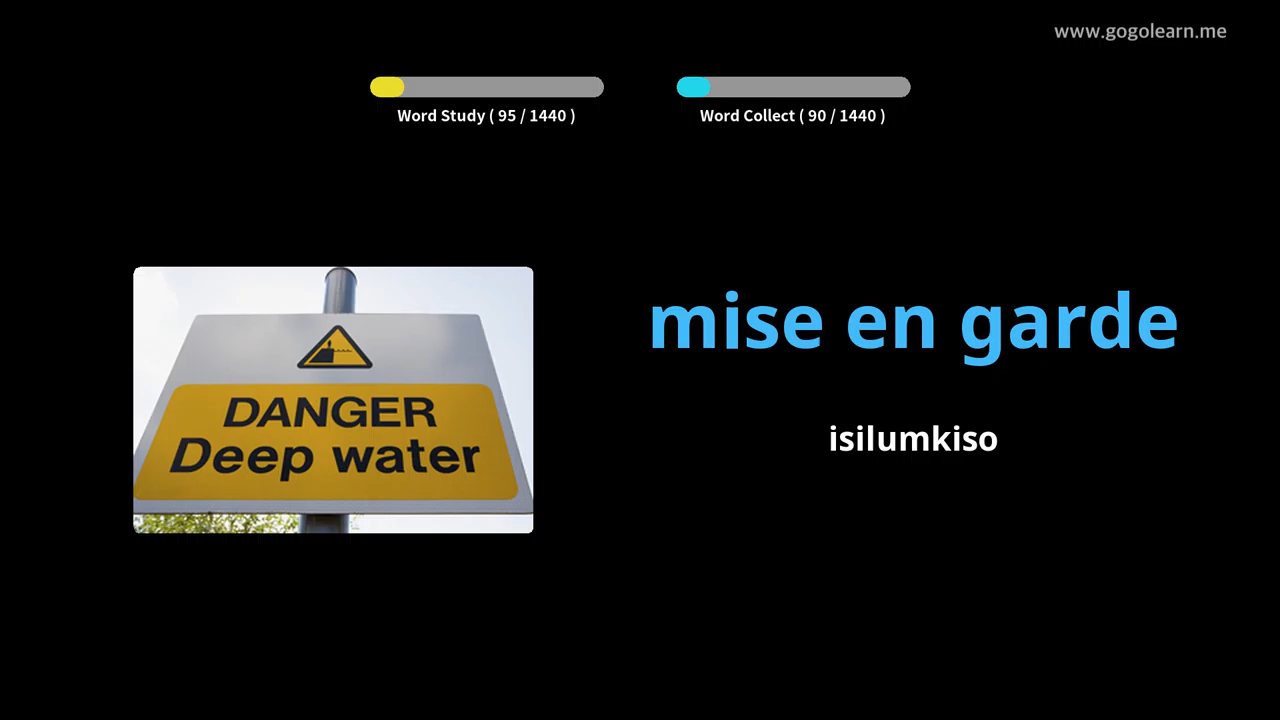 www.gogolearn.me
Word Study ( 95 / 1440 )
Word Collect ( 90 / 1440 )
DANGER
Deep water
mise en garde
isilumkiso